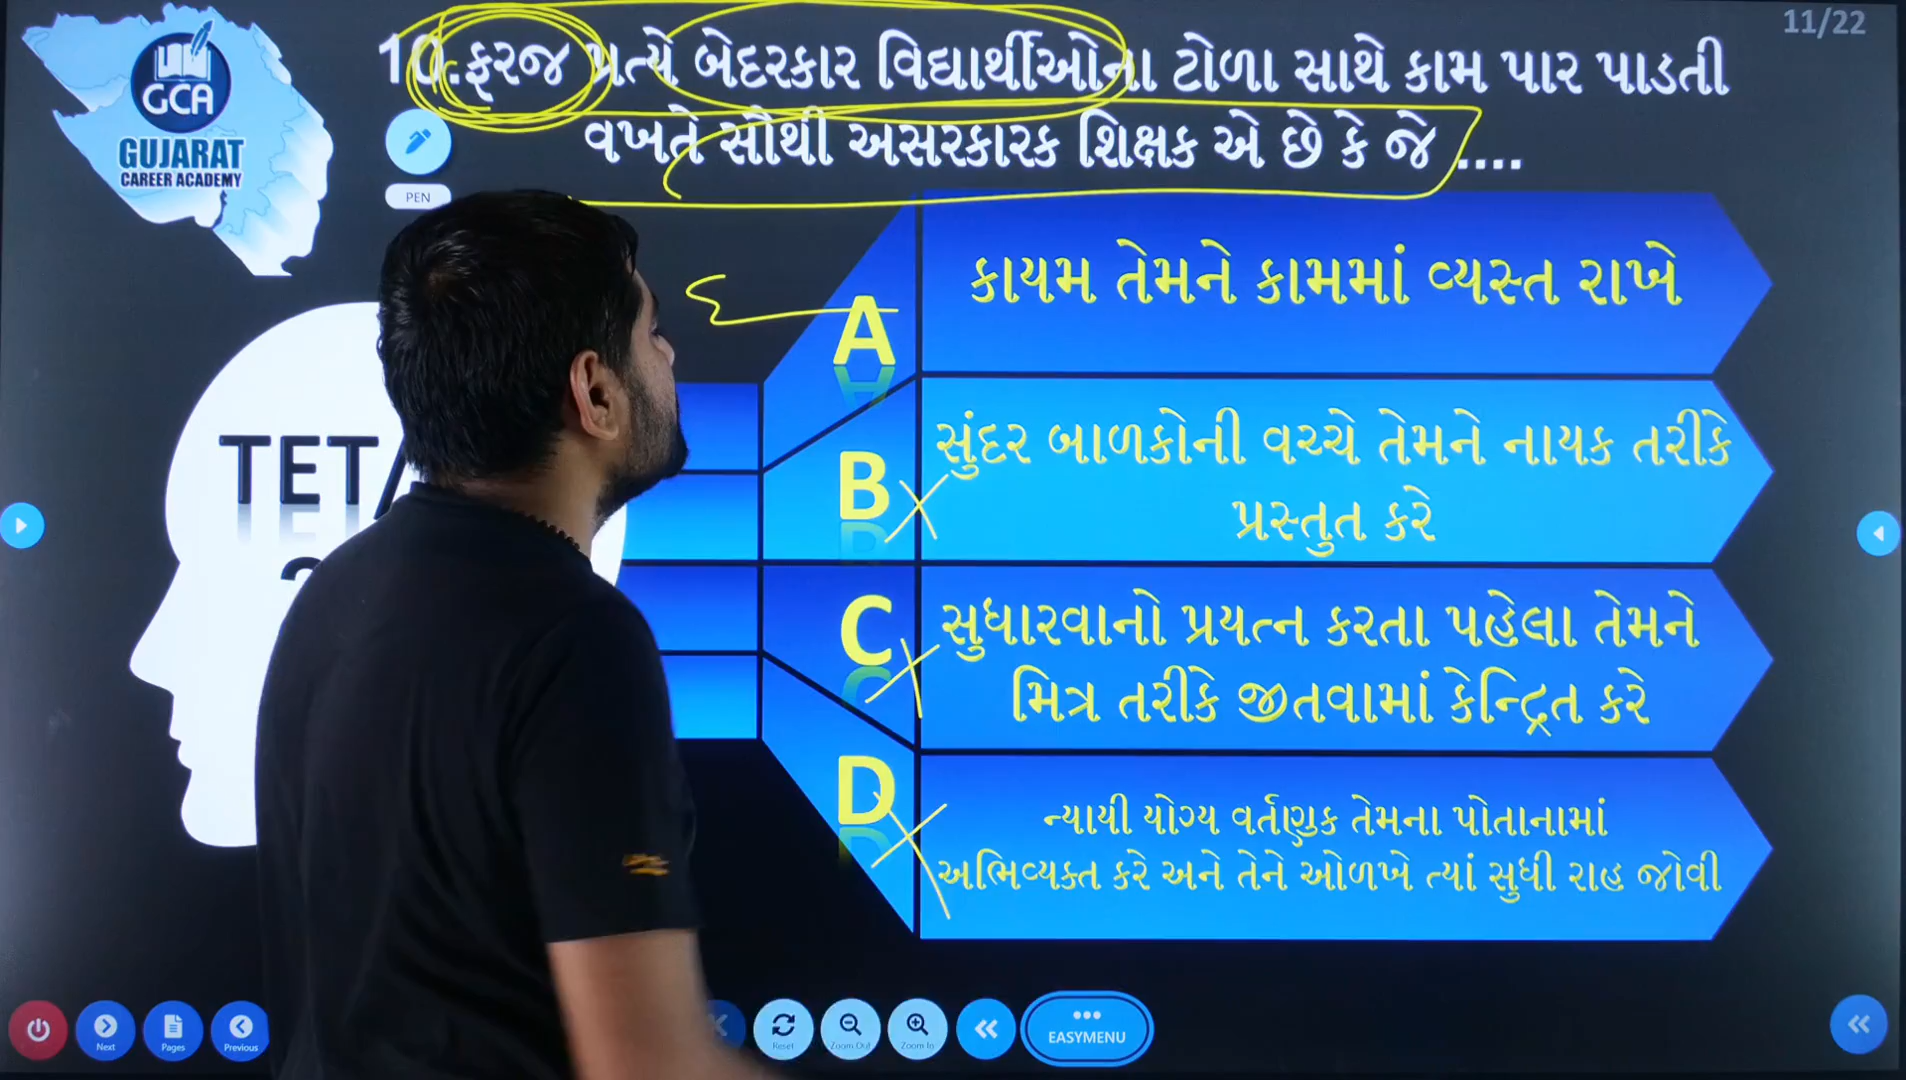 11/22
GCA
GUJARAT
CAREER ACADEMY
10.ફરજ પ્રત્યે બેદરકાર વિદ્યાર્થીઓના ટોળા સાથે કામ પાર પાડતી
વખતે સૌથી અસરકારક શિક્ષક એ છે કે જે ....
PEN
TET
A
કાયમ તેમને કામમાં વ્યસ્ત રાખે
B
સુંદર બાળકોની વચ્ચે તેમને નાયક તરીકે
પ્રસ્તુત કરે
C
સુધારવાનો પ્રયત્ન કરતા પહેલા તેમને
મિત્ર તરીકે જીતવામાં કેન્દ્રિત કરે
D
ન્યાયી યોગ્ય વર્તણુક તેમના પોતાનામાં
અભિવ્યક્ત કરે અને તેને ઓળખે ત્યાં સુધી રાહ જોવી
Next
Pages
Previous
Reset
Zoom Out
Zoom In
EASYMENU